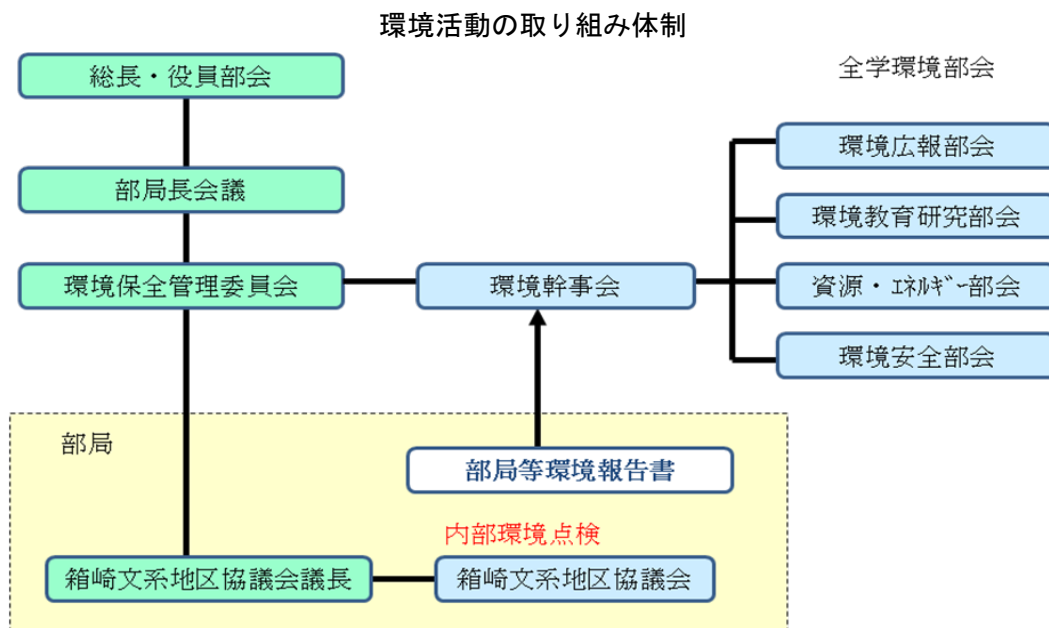 環境活動の取り組み体制
総長・役員部会
全学環境部会
環境広報部会
部局長会議
環境教育研究部会
環境保全管理委員会
環境幹事会
資源・ｴﾈﾙｷﾞｰ部会
環境安全部会
部局
部局等環境報告書
内部環境点検
箱崎文系地区協議会議長
箱崎文系地区協議会